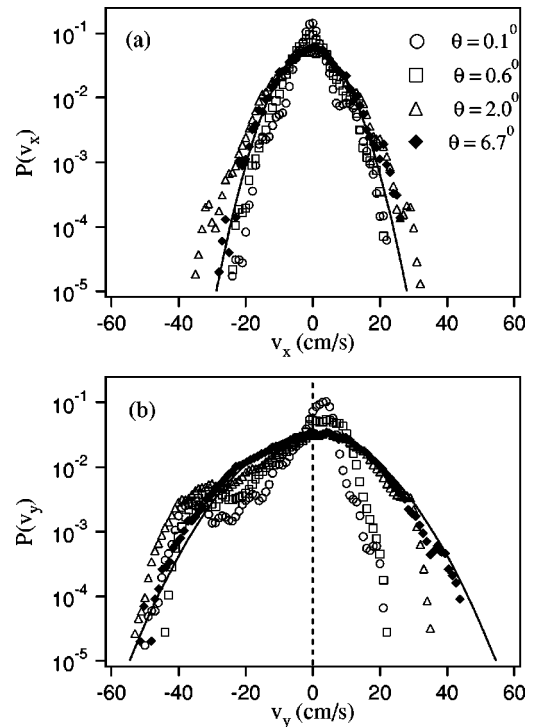 (a)
θ = 0.1⁰
θ = 0.6⁰
θ = 2.0⁰
θ = 6.7⁰
P(vₓ)
10⁻¹
10⁻²
10⁻³
10⁻⁴
10⁻⁵
-60 -40 -20 0 20 40 60
vₓ (cm/s)
(b)
P(v_y)
10⁻¹
10⁻²
10⁻³
10⁻⁴
10⁻⁵
-60 -40 -20 0 20 40 60
v_y (cm/s)